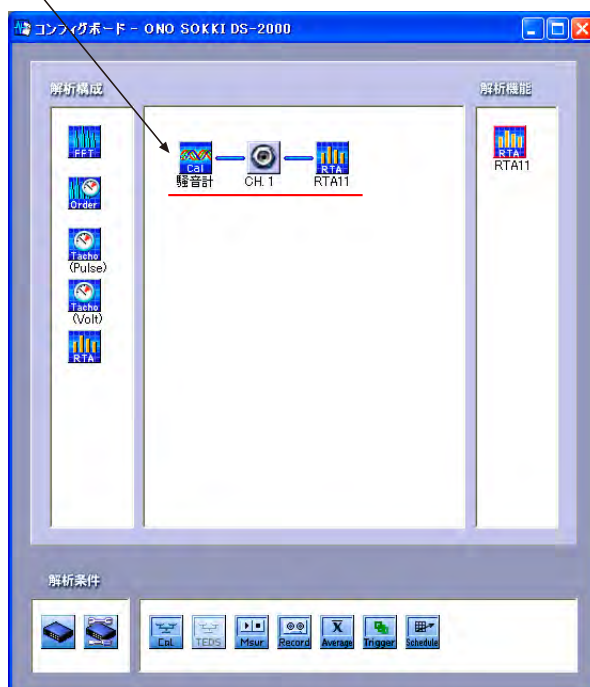 コンフィグボード - ONO SOKKI DS-2000
解析構成
解析機能
FFT
Order
Tacho
(Pulse)
Tacho
(Volt)
RTA
Cal
騒音計
CH. 1
RTA
RTA11
RTA
RTA11
解析条件
Cnl
TEDS
Msur
Record
X
Average
Trigger
Schedule